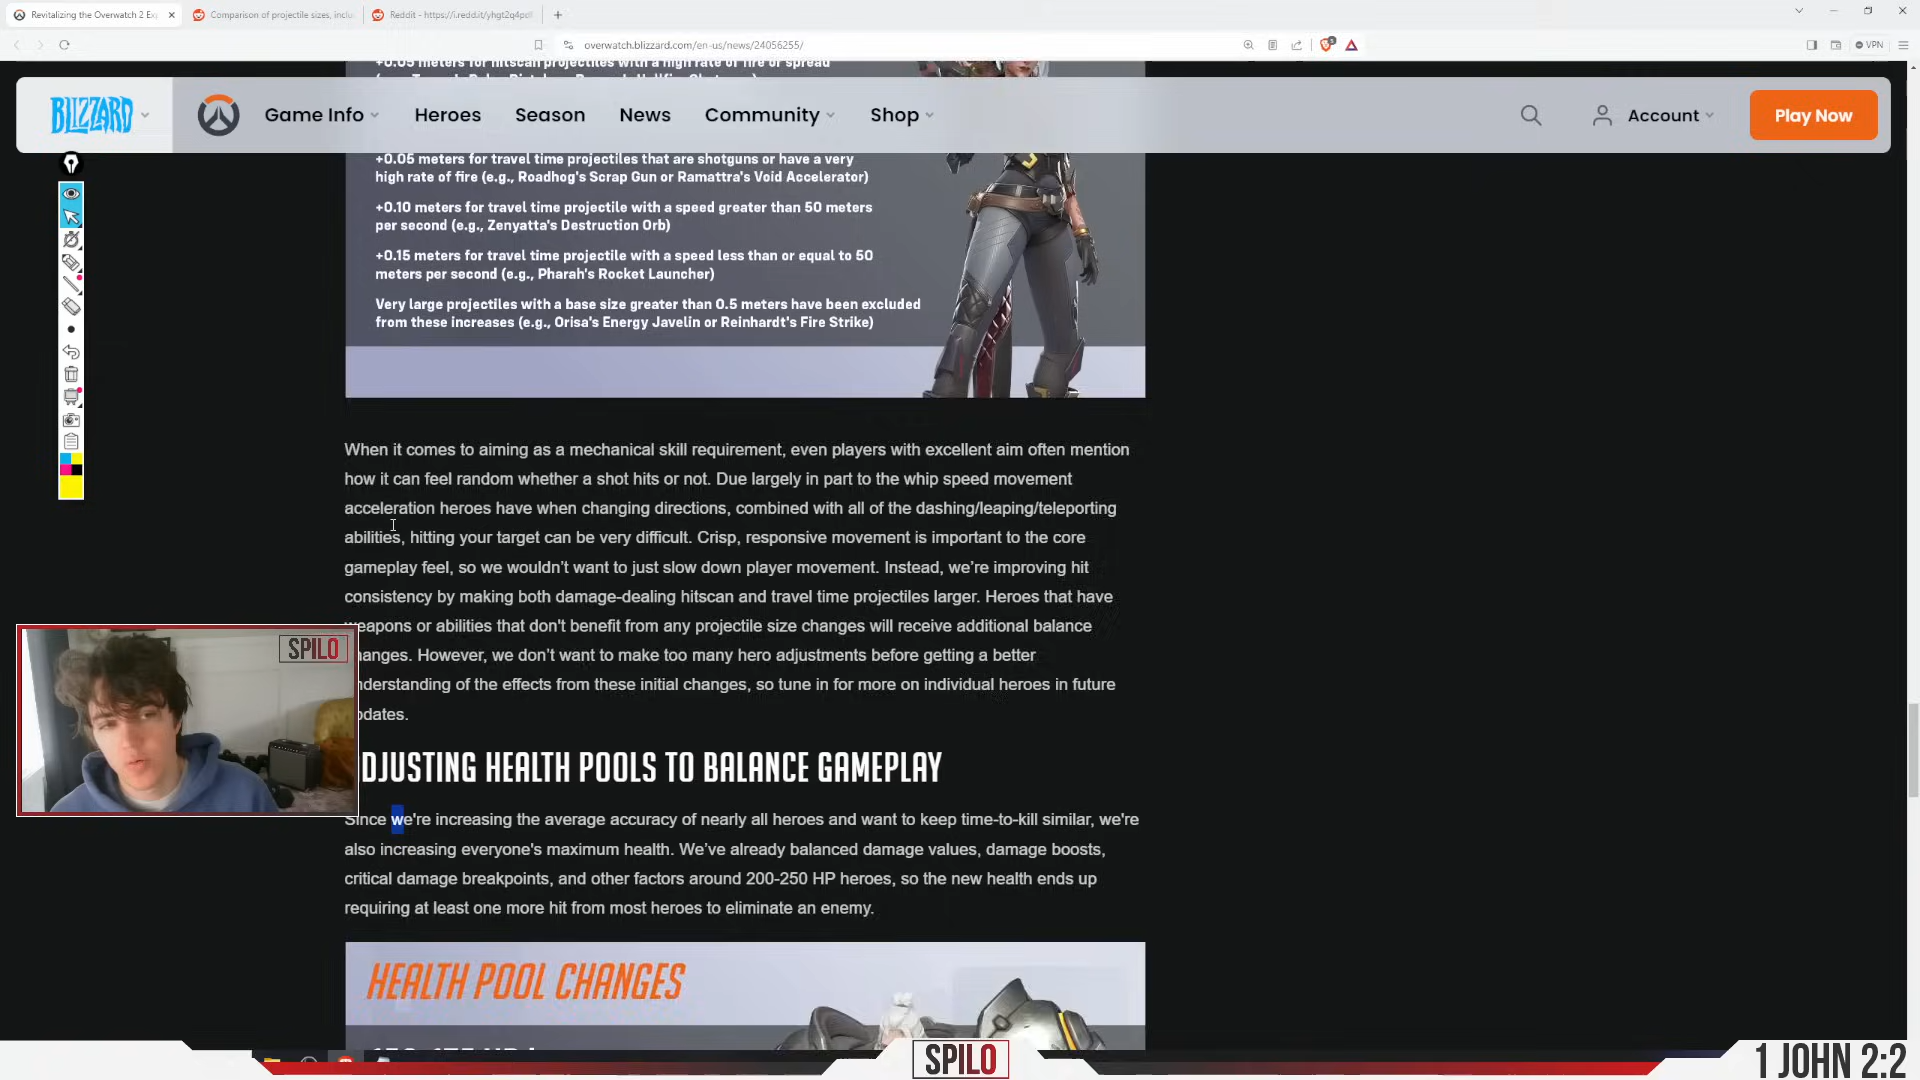 Revitalizing the Overwatch 2 Ex
Comparison of projectile sizes, inclu
Reddit - https://i.redd.it/yhgt2q4pd
overwatch.blizzard.com/en-us/news/24056255/
VPN
+0.05 meters for hitscan projectiles with a high rate of fire or spread
BLIZZARD
Game Info
Heroes
Season
News
Community
Shop
Account
Play Now
+0.05 meters for travel time projectiles that are shotguns or have a very
high rate of fire (e.g., Roadhog's Scrap Gun or Ramattra's Void Accelerator)
+0.10 meters for travel time projectile with a speed greater than 50 meters
per second (e.g., Zenyatta's Destruction Orb)
+0.15 meters for travel time projectile with a speed less than or equal to 50
meters per second (e.g., Pharah's Rocket Launcher)
Very large projectiles with a base size greater than 0.5 meters have been excluded
from these increases (e.g., Orisa's Energy Javelin or Reinhardt's Fire Strike)
When it comes to aiming as a mechanical skill requirement, even players with excellent aim often mention
how it can feel random whether a shot hits or not. Due largely in part to the whip speed movement
acceleration heroes have when changing directions, combined with all of the dashing/leaping/teleporting
abilities, hitting your target can be very difficult. Crisp, responsive movement is important to the core
gameplay feel, so we wouldn’t want to just slow down player movement. Instead, we’re improving hit
consistency by making both damage-dealing hitscan and travel time projectiles larger. Heroes that have
weapons or abilities that don't benefit from any projectile size changes will receive additional balance
hanges. However, we don’t want to make too many hero adjustments before getting a better
nderstanding of the effects from these initial changes, so tune in for more on individual heroes in future
pdates.
DJUSTING HEALTH POOLS TO BALANCE GAMEPLAY
Since we're increasing the average accuracy of nearly all heroes and want to keep time-to-kill similar, we're
also increasing everyone's maximum health. We’ve already balanced damage values, damage boosts,
critical damage breakpoints, and other factors around 200-250 HP heroes, so the new health ends up
requiring at least one more hit from most heroes to eliminate an enemy.
HEALTH POOL CHANGES
SPILO
SPILO
1 JOHN 2:2